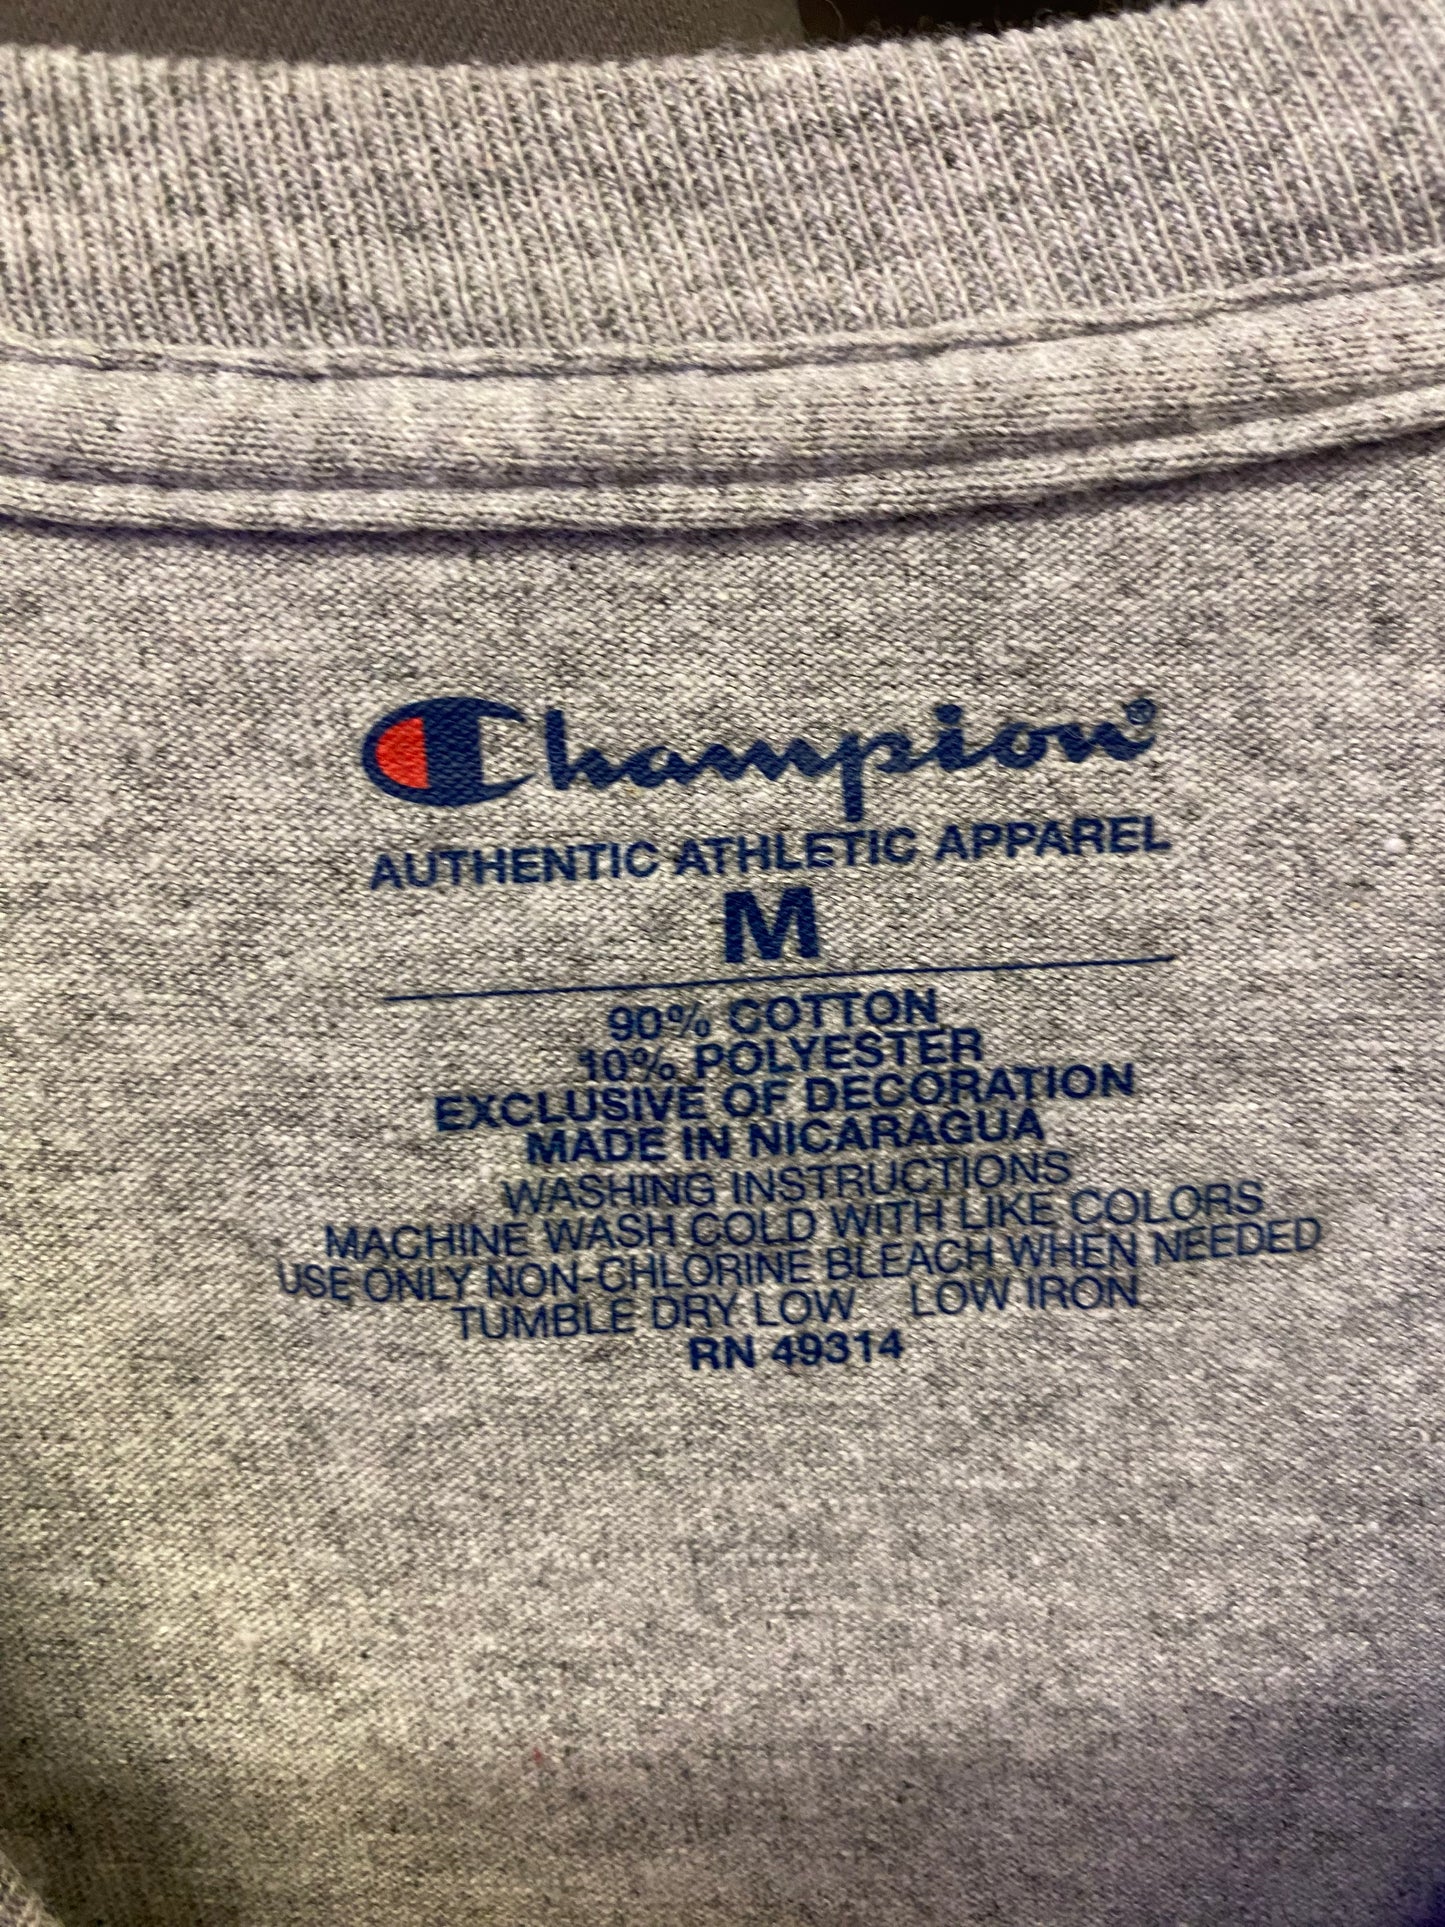 Champion®
AUTHENTIC ATHLETIC APPAREL
M
90% COTTON
10% POLYESTER
EXCLUSIVE OF DECORATION
MADE IN NICARAGUA
WASHING INSTRUCTIONS
MACHINE WASH COLD WITH LIKE COLORS
USE ONLY NON-CHLORINE BLEACH WHEN NEEDED
TUMBLE DRY LOW LOW IRON
RN 49314